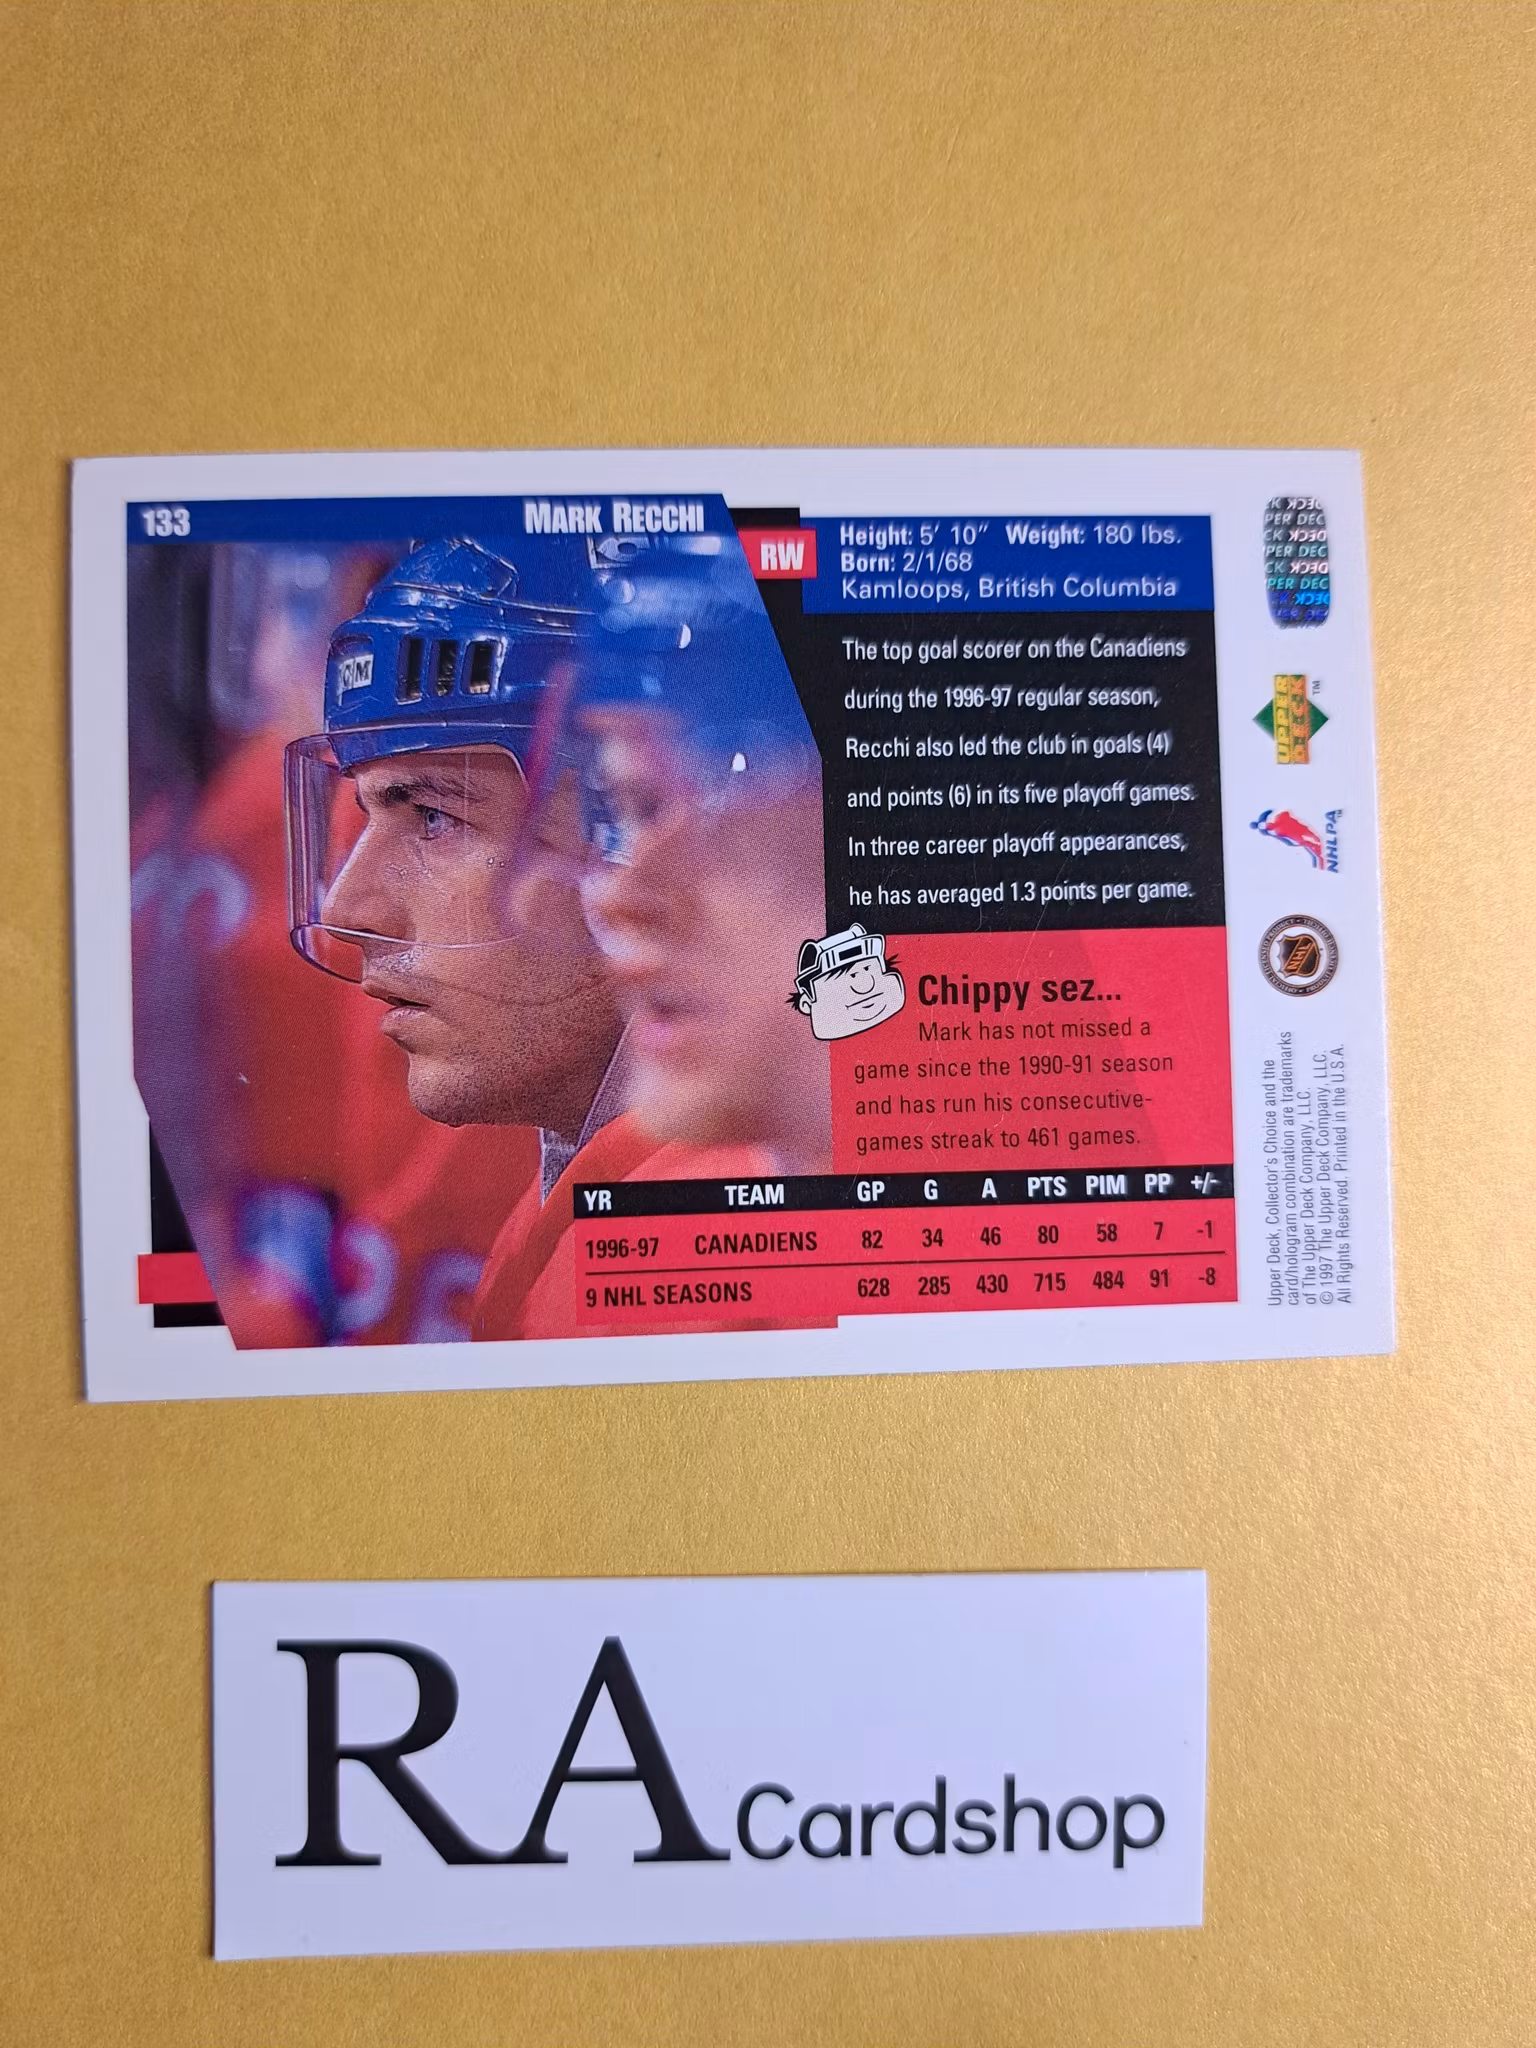 133
MARK RECCHI
RW
Height: 5' 10" Weight: 180 lbs.
Born: 2/1/68
Kamloops, British Columbia
The top goal scorer on the Canadiens
during the 1996-97 regular season,
Recchi also led the club in goals (4)
and points (6) in its five playoff games.
In three career playoff appearances,
he has averaged 1.3 points per game.
Chippy sez...
Mark has not missed a
game since the 1990-91 season
and has run his consecutive-
games streak to 461 games.
YR TEAM GP G A PTS PIM PP +/-
1996-97 CANADIENS 82 34 46 80 58 7 -1
9 NHL SEASONS 628 285 430 715 484 91 -8
CM
UPPER
DECK™
NHLPA™
NHL
Upper Deck, Collector's Choice and the
card/hologram combination are trademarks
of The Upper Deck Company, LLC.
© 1997 The Upper Deck Company, LLC.
All Rights Reserved. Printed in the U.S.A.
RA Cardshop